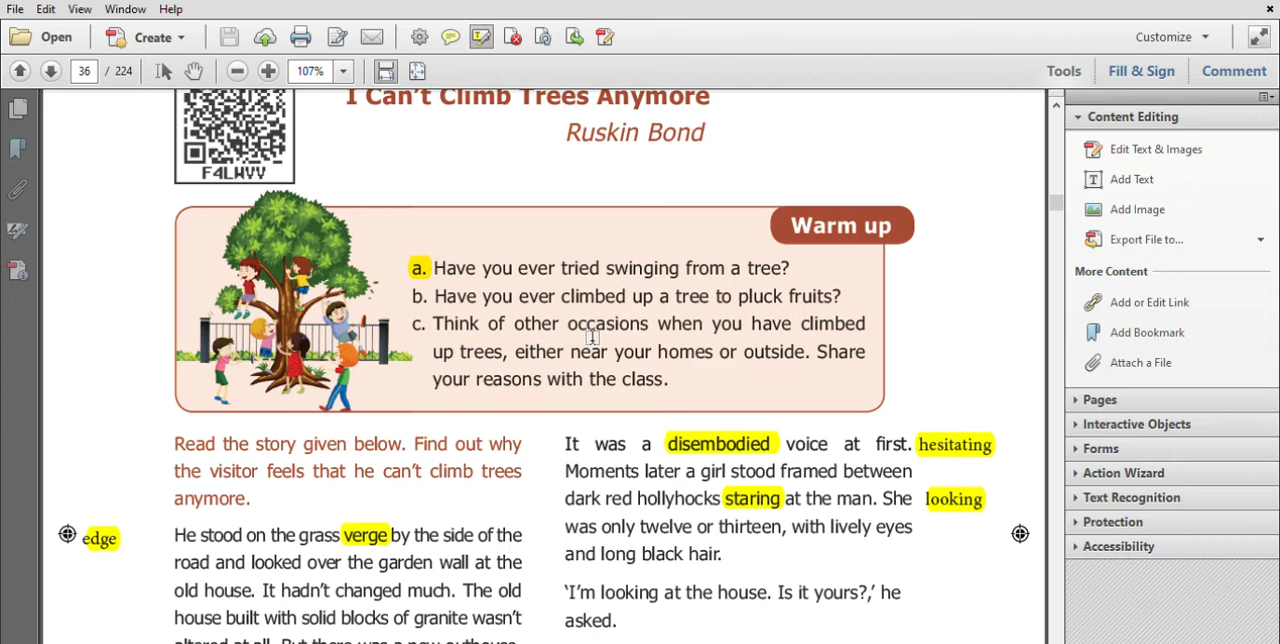 File Edit View Window Help
Open Create Customize
36 / 224 107% Tools Fill & Sign Comment
I Can't Climb Trees Anymore
Ruskin Bond
F4LWVV
Warm up
a. Have you ever tried swinging from a tree?
b. Have you ever climbed up a tree to pluck fruits?
c. Think of other occasions when you have climbed
up trees, either near your homes or outside. Share
your reasons with the class.
Read the story given below. Find out why
the visitor feels that he can't climb trees
anymore.
edge
He stood on the grass verge by the side of the
road and looked over the garden wall at the
old house. It hadn't changed much. The old
house built with solid blocks of granite wasn't
altered at all. But there was a new outhouse,
It was a disembodied voice at first. hesitating
Moments later a girl stood framed between
dark red hollyhocks staring at the man. She looking
was only twelve or thirteen, with lively eyes
and long black hair.
‘I'm looking at the house. Is it yours?,’ he
asked.
Content Editing
Edit Text & Images
Add Text
Add Image
Export File to...
More Content
Add or Edit Link
Add Bookmark
Attach a File
Pages
Interactive Objects
Forms
Action Wizard
Text Recognition
Protection
Accessibility